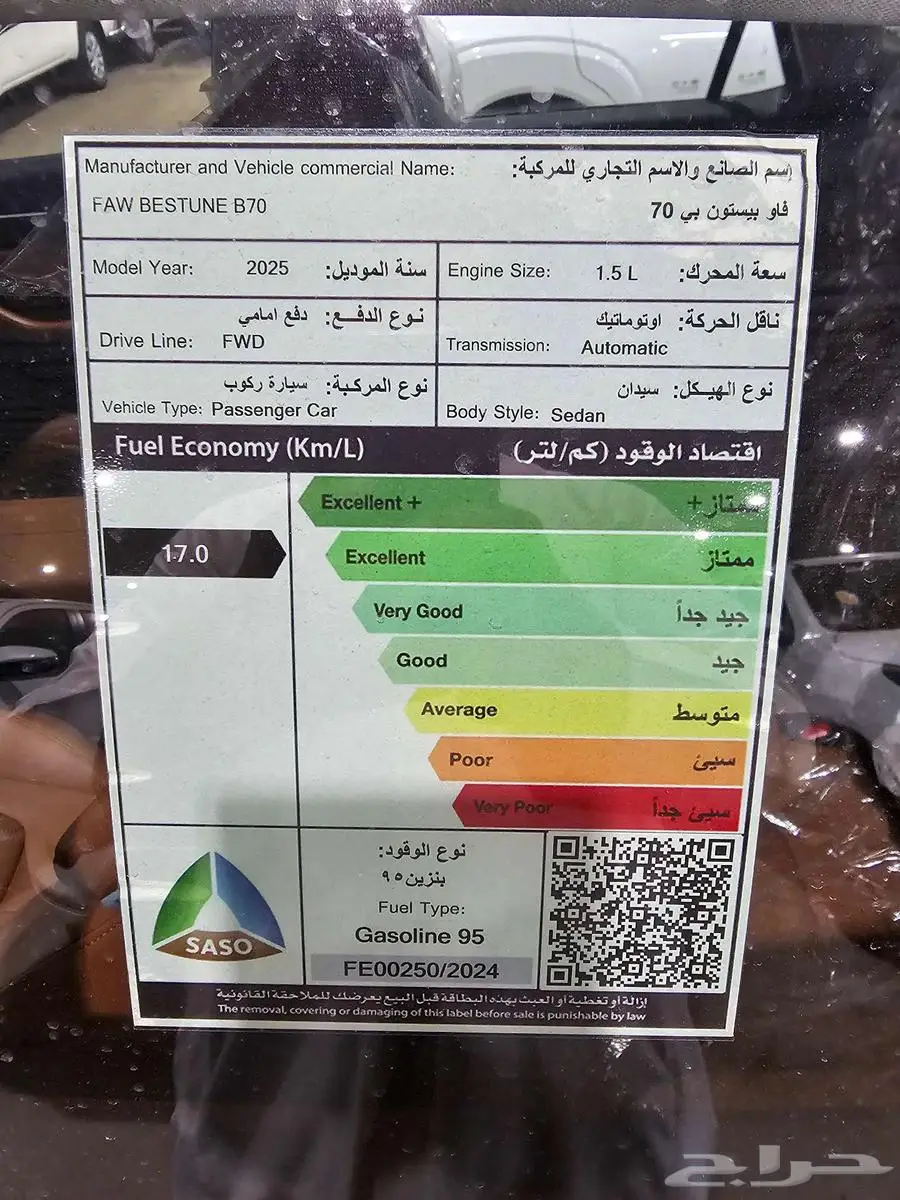 Manufacturer and Vehicle commercial Name: إسم الصانع والاسم التجاري للمركبة:
FAW BESTUNE B70 فاو بيستون بي 70
Model Year: 2025 سنة الموديل: Engine Size: 1.5 L سعة المحرك:
نوع الدفع: دفع امامي ناقل الحركة: اوتوماتيك
Drive Line: FWD Transmission: Automatic
نوع المركبة: سيارة ركوب نوع الهيكل: سيدان
Vehicle Type: Passenger Car Body Style: Sedan
Fuel Economy (Km/L) اقتصاد الوقود (كم/لتر)
Excellent + ممتاز +
17.0 Excellent ممتاز
Very Good جيد جداً
Good جيد
Average متوسط
Poor سيئ
Very Poor سيئ جداً
نوع الوقود:
بنزين ٩٥
Fuel Type:
Gasoline 95
SASO
FE00250/2024
إزالة أو تغطية أو العبث بهذه البطاقة قبل البيع يعرضك للملاحقة القانونية
The removal, covering or damaging of this label before sale is punishable by law
حراج